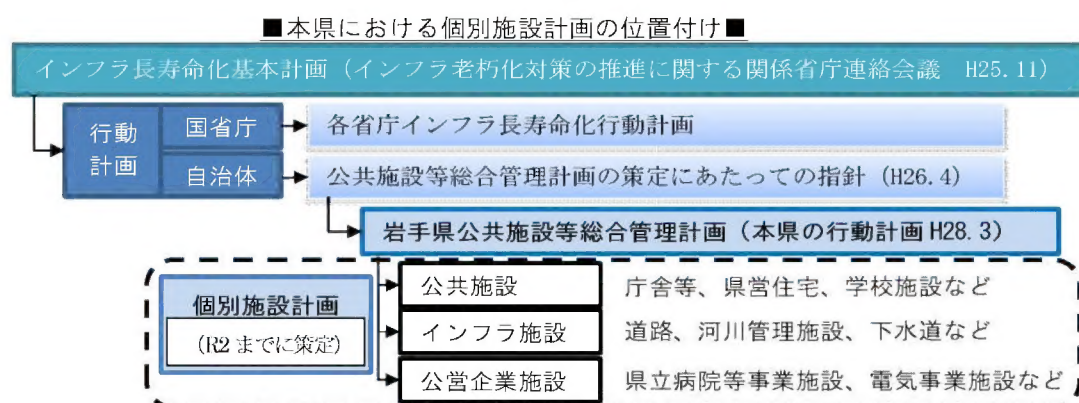 ■本県における個別施設計画の位置付け■
インフラ長寿命化基本計画（インフラ老朽化対策の推進に関する関係省庁連絡会議　H25.11）
行動
計画
国省庁
各省庁インフラ長寿命化行動計画
自治体
公共施設等総合管理計画の策定にあたっての指針（H26.4）
岩手県公共施設等総合管理計画（本県の行動計画 H28.3）
個別施設計画
（R2 までに策定）
公共施設
庁舎等、県営住宅、学校施設など
インフラ施設
道路、河川管理施設、下水道など
公営企業施設
県立病院等事業施設、電気事業施設など